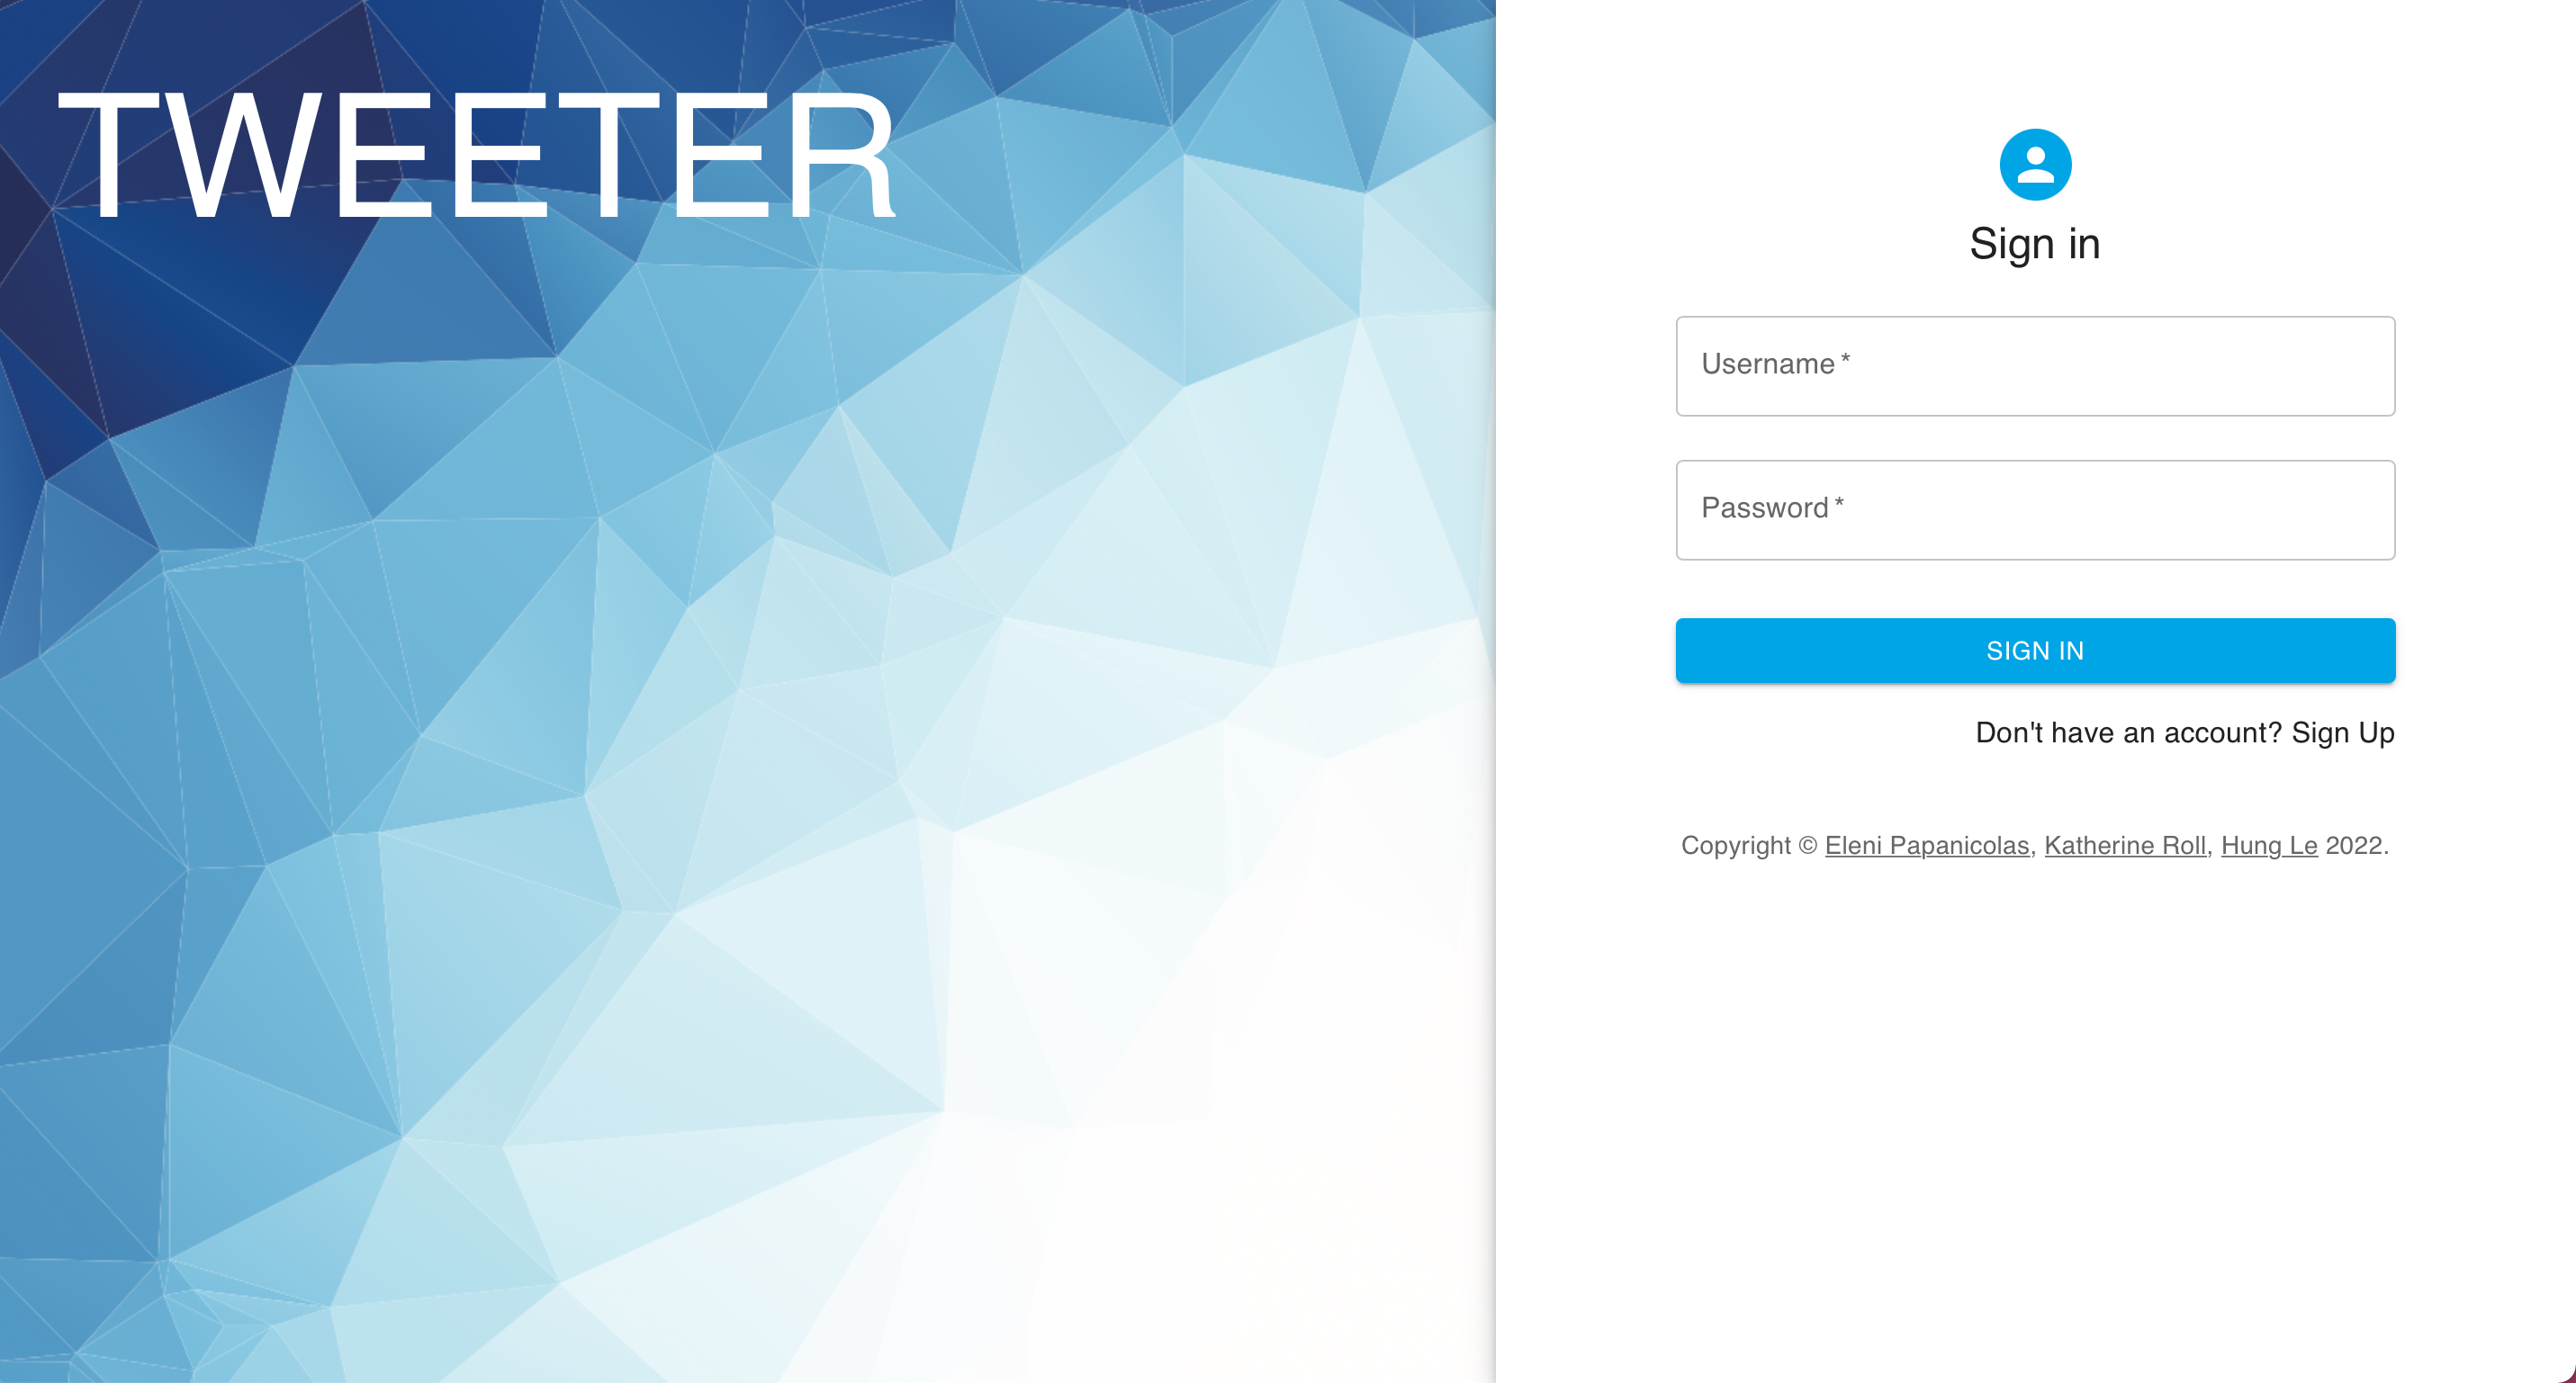 TWEETER
Sign in
Username *
Password *
SIGN IN
Don't have an account? Sign Up
Copyright © Eleni Papanicolas, Katherine Roll, Hung Le 2022.